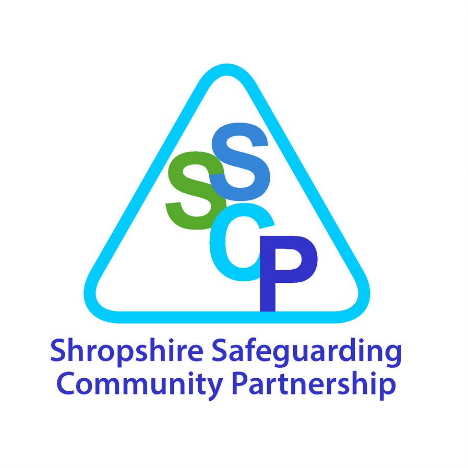 SSCP
Shropshire Safeguarding
Community Partnership